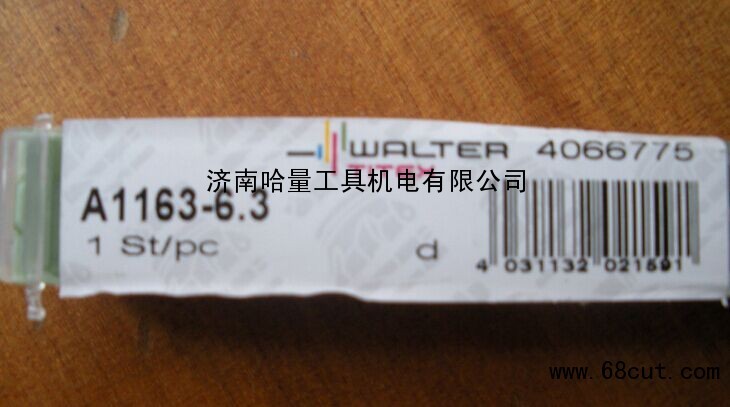 WALTER 4066775
TITEX
济南哈量工具机电有限公司
A1163-6.3
1 St/pc
d
4 031132 021591
www.68cut.com